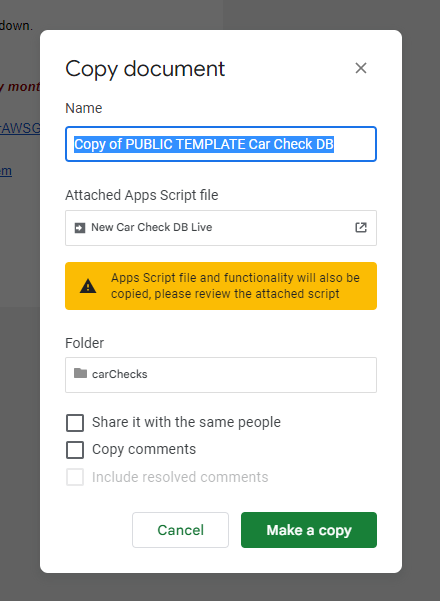 down.
Copy document
y mont
Name
rAWSG
Copy of PUBLIC TEMPLATE Car Check DB
em
Attached Apps Script file
New Car Check DB Live
Apps Script file and functionality will also be
copied, please review the attached script
Folder
carChecks
Share it with the same people
Copy comments
Include resolved comments
Cancel
Make a copy